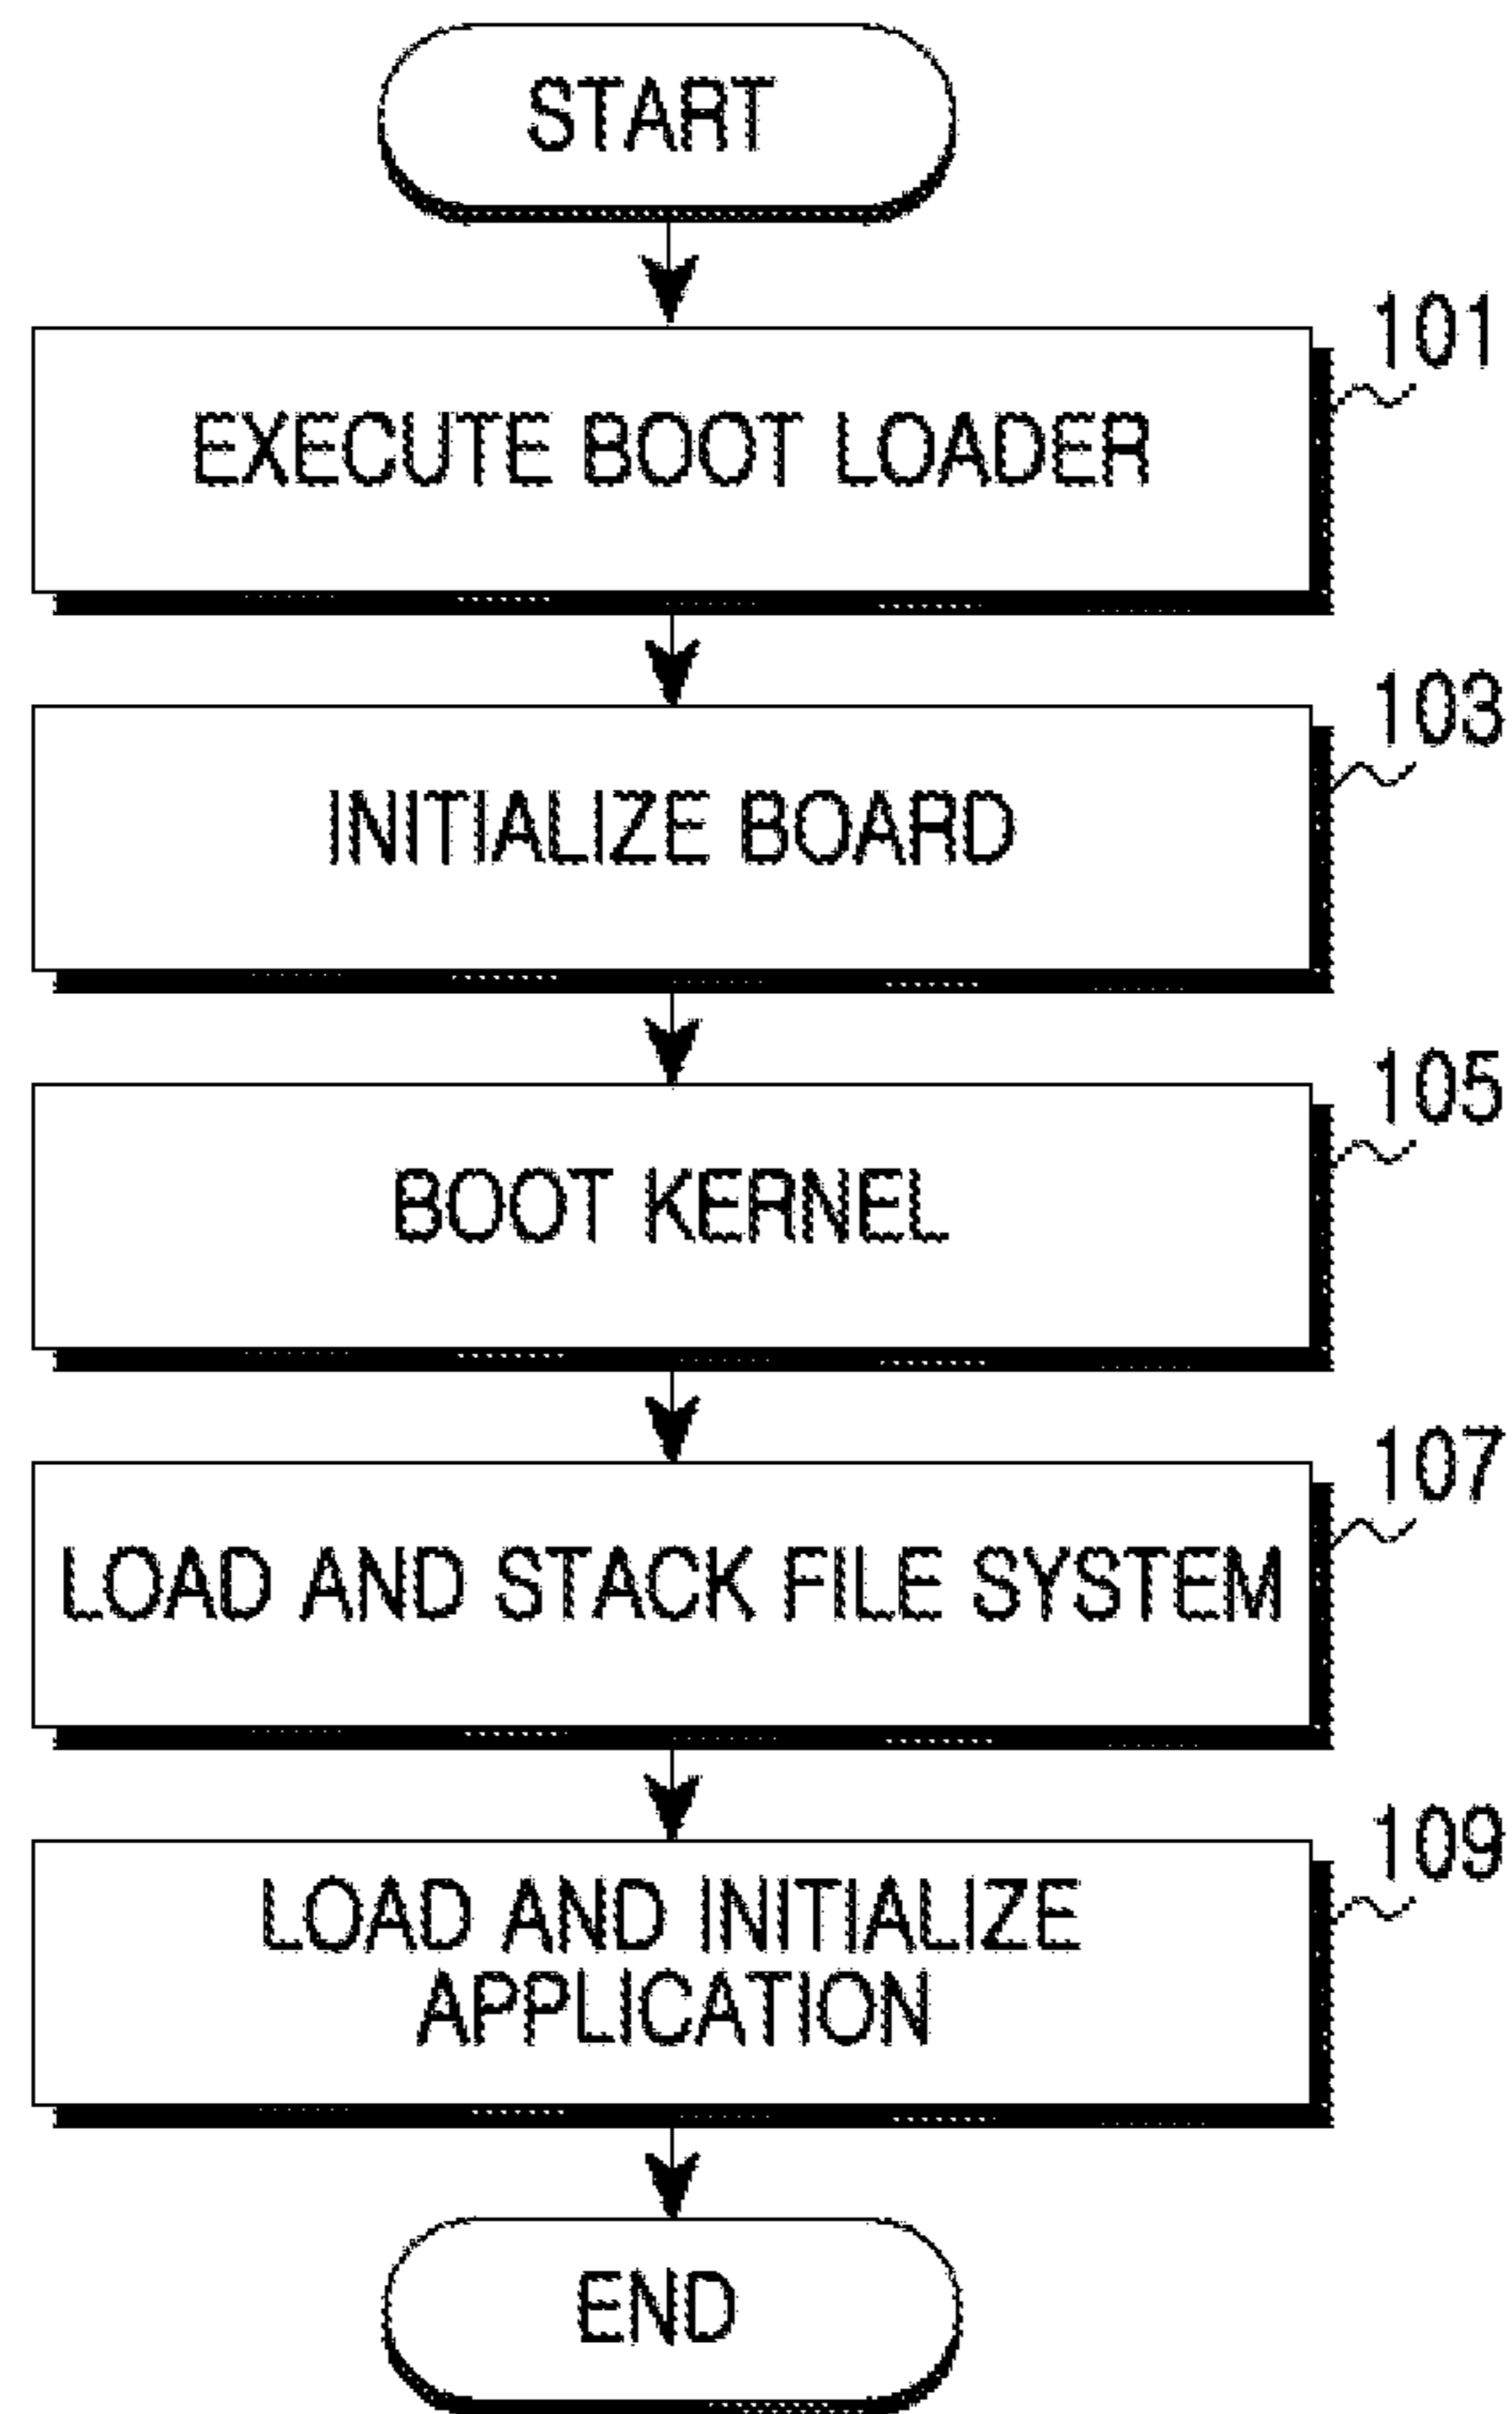 START
101
EXECUTE BOOT LOADER
103
INITIALIZE BOARD
105
BOOT KERNEL
107
LOAD AND STACK FILE SYSTEM
109
LOAD AND INITIALIZE
APPLICATION
END